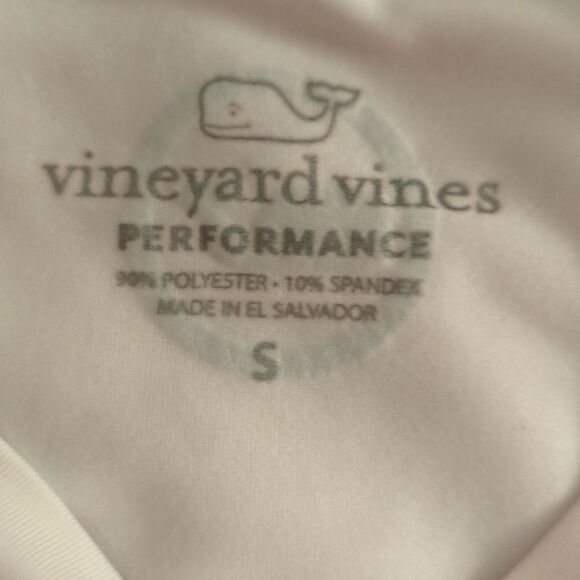 vineyard vines
PERFORMANCE
90% POLYESTER - 10% SPANDEX
MADE IN EL SALVADOR
S